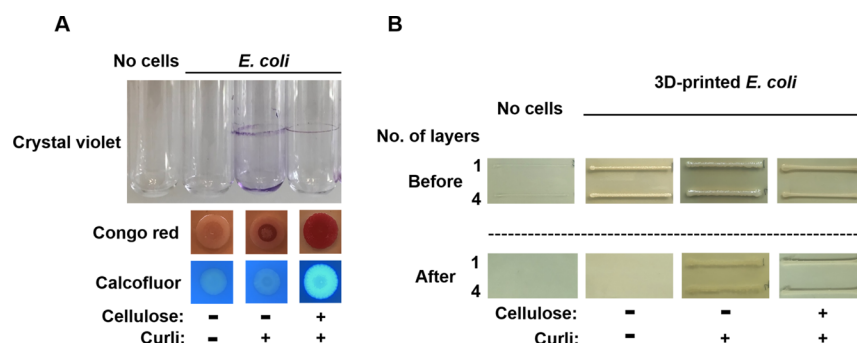 A
No cells E. coli
Crystal violet
Congo red
Calcofluor
Cellulose: - - +
Curli: - + +
B
3D-printed E. coli
No cells
No. of layers
1
Before
4
1
After
4
Cellulose: - - +
Curli: - + +